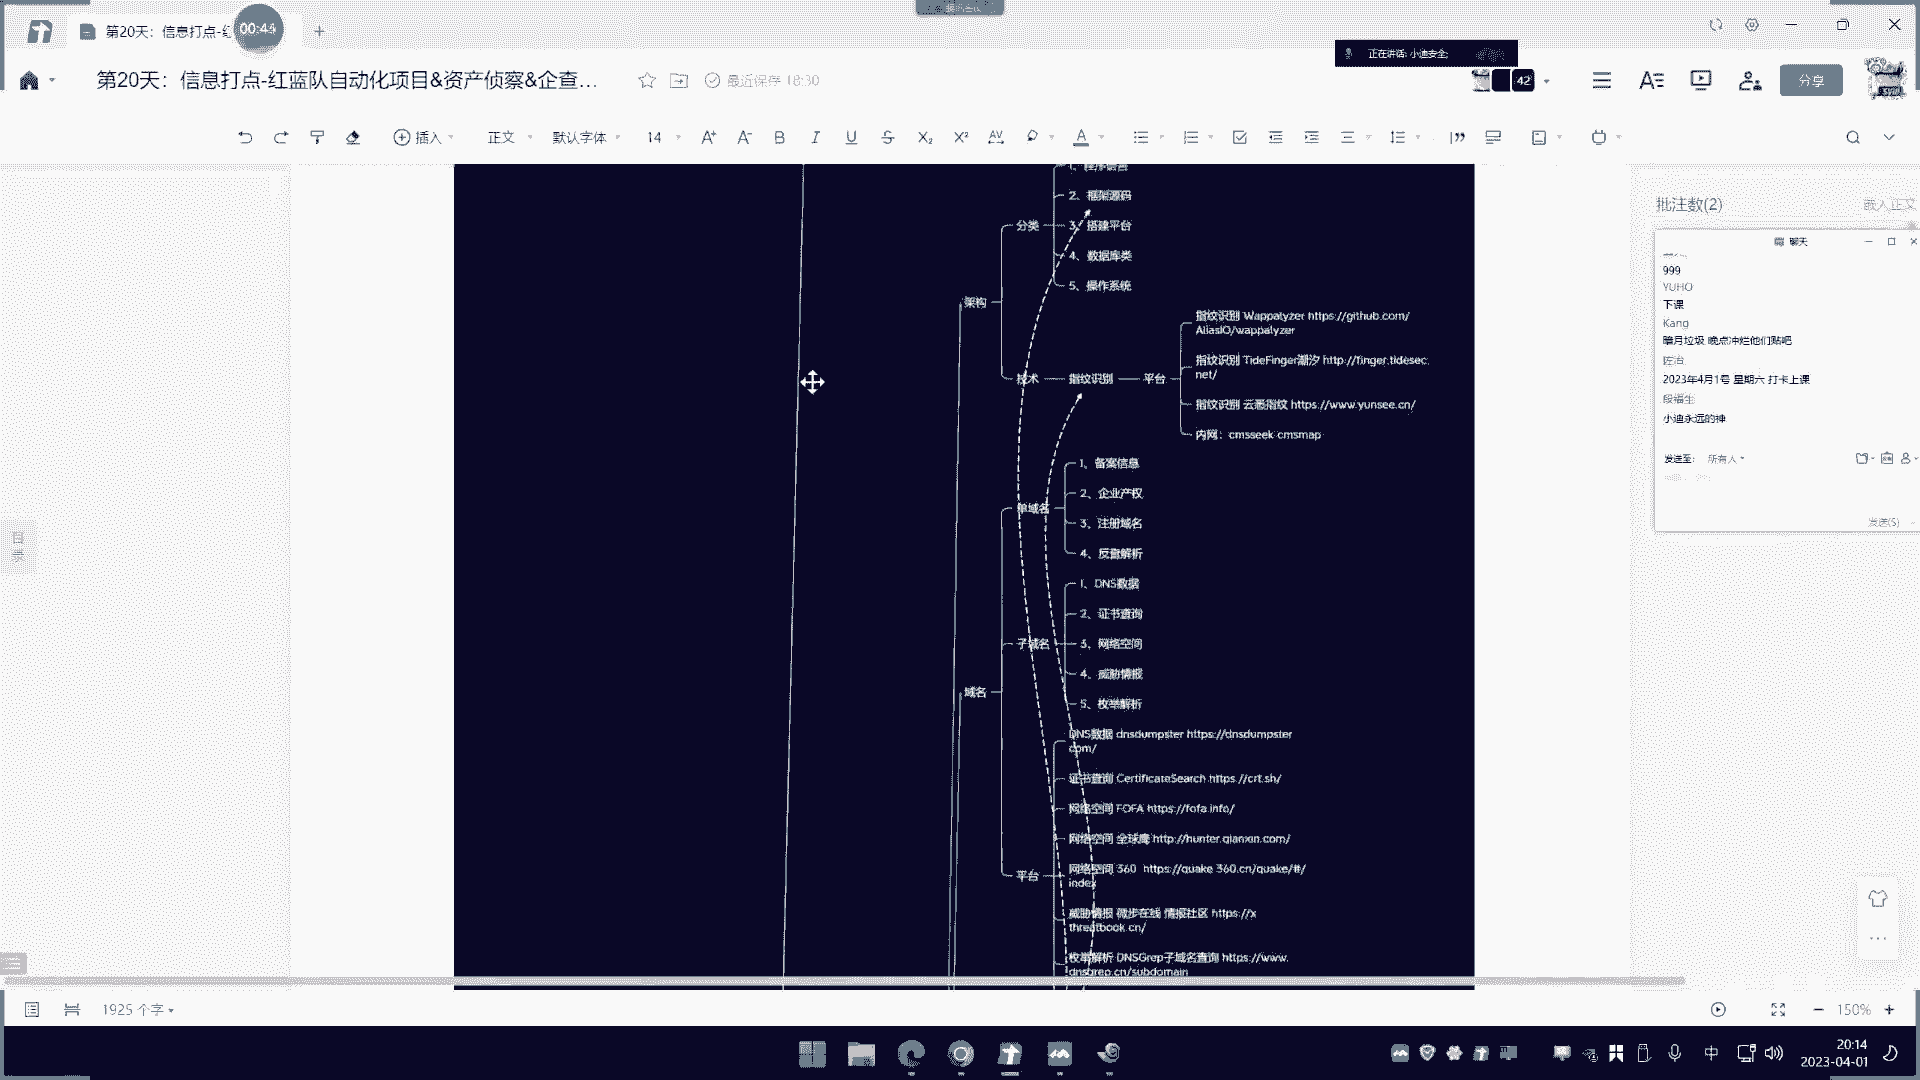 第20天：信息打点-红
00:44
正在讲话: 小迪安全;
第20天：信息打点-红蓝队自动化项目&资产侦察&企查...
最近保存 16:30
42
分享
插入
正文
默认字体
14
2、框架源码
分类
3、搭建平台
4、数据库类
5、操作系统
架构
指纹识别 Wappalyzer https://github.com/
AliasIO/wappalyzer
指纹识别 TideFinger潮汐 http://finger.tidesec.
net/
技术
指纹识别
平台
指纹识别 云悉指纹 https://www.yunsee.cn/
内网：cmsseek cmsmap
1、备案信息
2、企业产权
单域名
3、注册域名
4、反查解析
1、DNS数据
2、证书查询
子域名
3、网络空间
4、威胁情报
5、枚举解析
域名
DNS数据 dnsdumpster https://dnsdumpster
com/
证书查询 CertificateSearch https://crt.sh/
网络空间 FOFA https://fofa.info/
网络空间 全球鹰 http://hunter.qianxin.com/
平台
网络空间 360 https://quake.360.cn/quake/#/
index
威胁情报 微步在线 情报社区 https://x
threatbook.cn/
枚举解析 DNSGrep子域名查询 https://www.
dnsgrep.cn/subdomain
批注数(2)
嵌入正文
聊天
999
YUHO
下课
Kang
暗月垃圾 晚点冲烂他们贴吧
佐治
2023年4月1号 星期六 打卡上课
段福生
小迪永远的神
发送至:
所有人
发送(S)
目
录
1925 个字
150%
中
20:14
2023-04-01